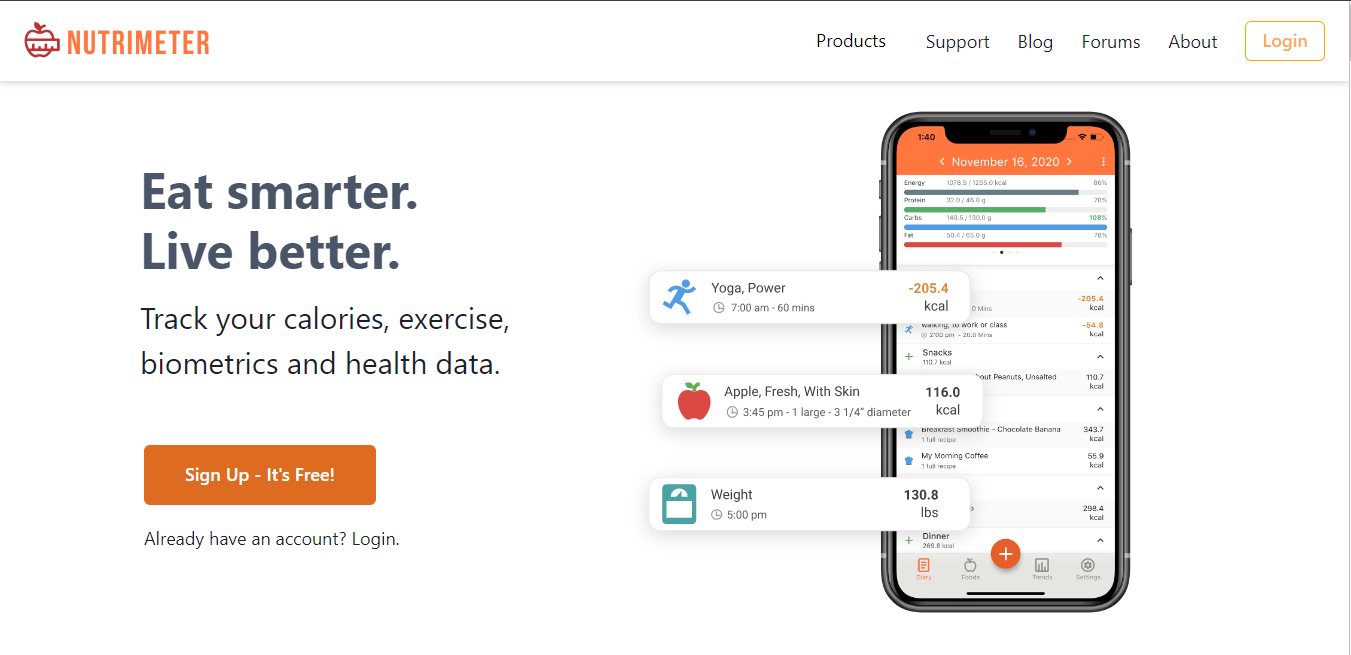 NUTRIMETER
Products Support Blog Forums About Login
Eat smarter.
Live better.
Track your calories, exercise,
biometrics and health data.
Sign Up - It's Free!
Already have an account? Login.
1:40
November 16, 2020
Energy 1078.5 / 1255.0 kcal 86%
Protein 32.0 / 46.0 g 70%
Carbs 140.5 / 130.0 g 108%
Fat 50.4 / 65.0 g 78%
Yoga, Power -205.4
7:00 am - 60 mins kcal
-205.4
0 Mins kcal
Walking, to work or class -54.8
2:00 pm - 20.0 Mins kcal
Snacks
110.7 kcal
Peanuts, Unsalted 110.7
kcal
Apple, Fresh, With Skin 116.0
3:45 pm - 1 large - 3 1/4” diameter kcal
Breakfast Smoothie - Chocolate Banana 343.7
1 full recipe kcal
My Morning Coffee 55.9
1 full recipe kcal
Weight 130.8
5:00 pm lbs
298.4
kcal
Dinner
269.8 kcal
+
Diary Foods Trends Settings